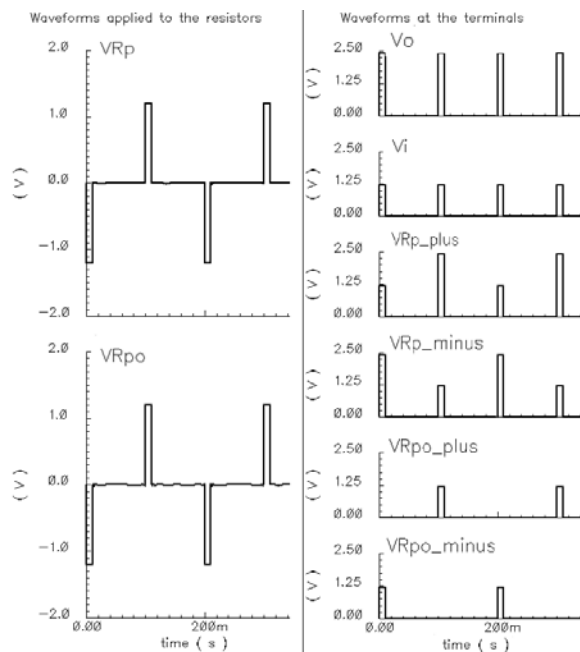 Waveforms applied to the resistors
VRp
2.0
1.0
0.0
−1.0
−2.0
(V)
VRpo
2.0
1.0
0.0
−1.0
−2.0
(V)
0.00
200m
time (s)
Waveforms at the terminals
Vo
2.50
1.25
0.00
(V)
Vi
2.50
1.25
0.00
(V)
VRp_plus
2.50
1.25
0.00
(V)
VRp_minus
2.50
1.25
0.00
(V)
VRpo_plus
2.50
1.25
0.00
(V)
VRpo_minus
2.50
1.25
0.00
(V)
0.00
200m
time (s)